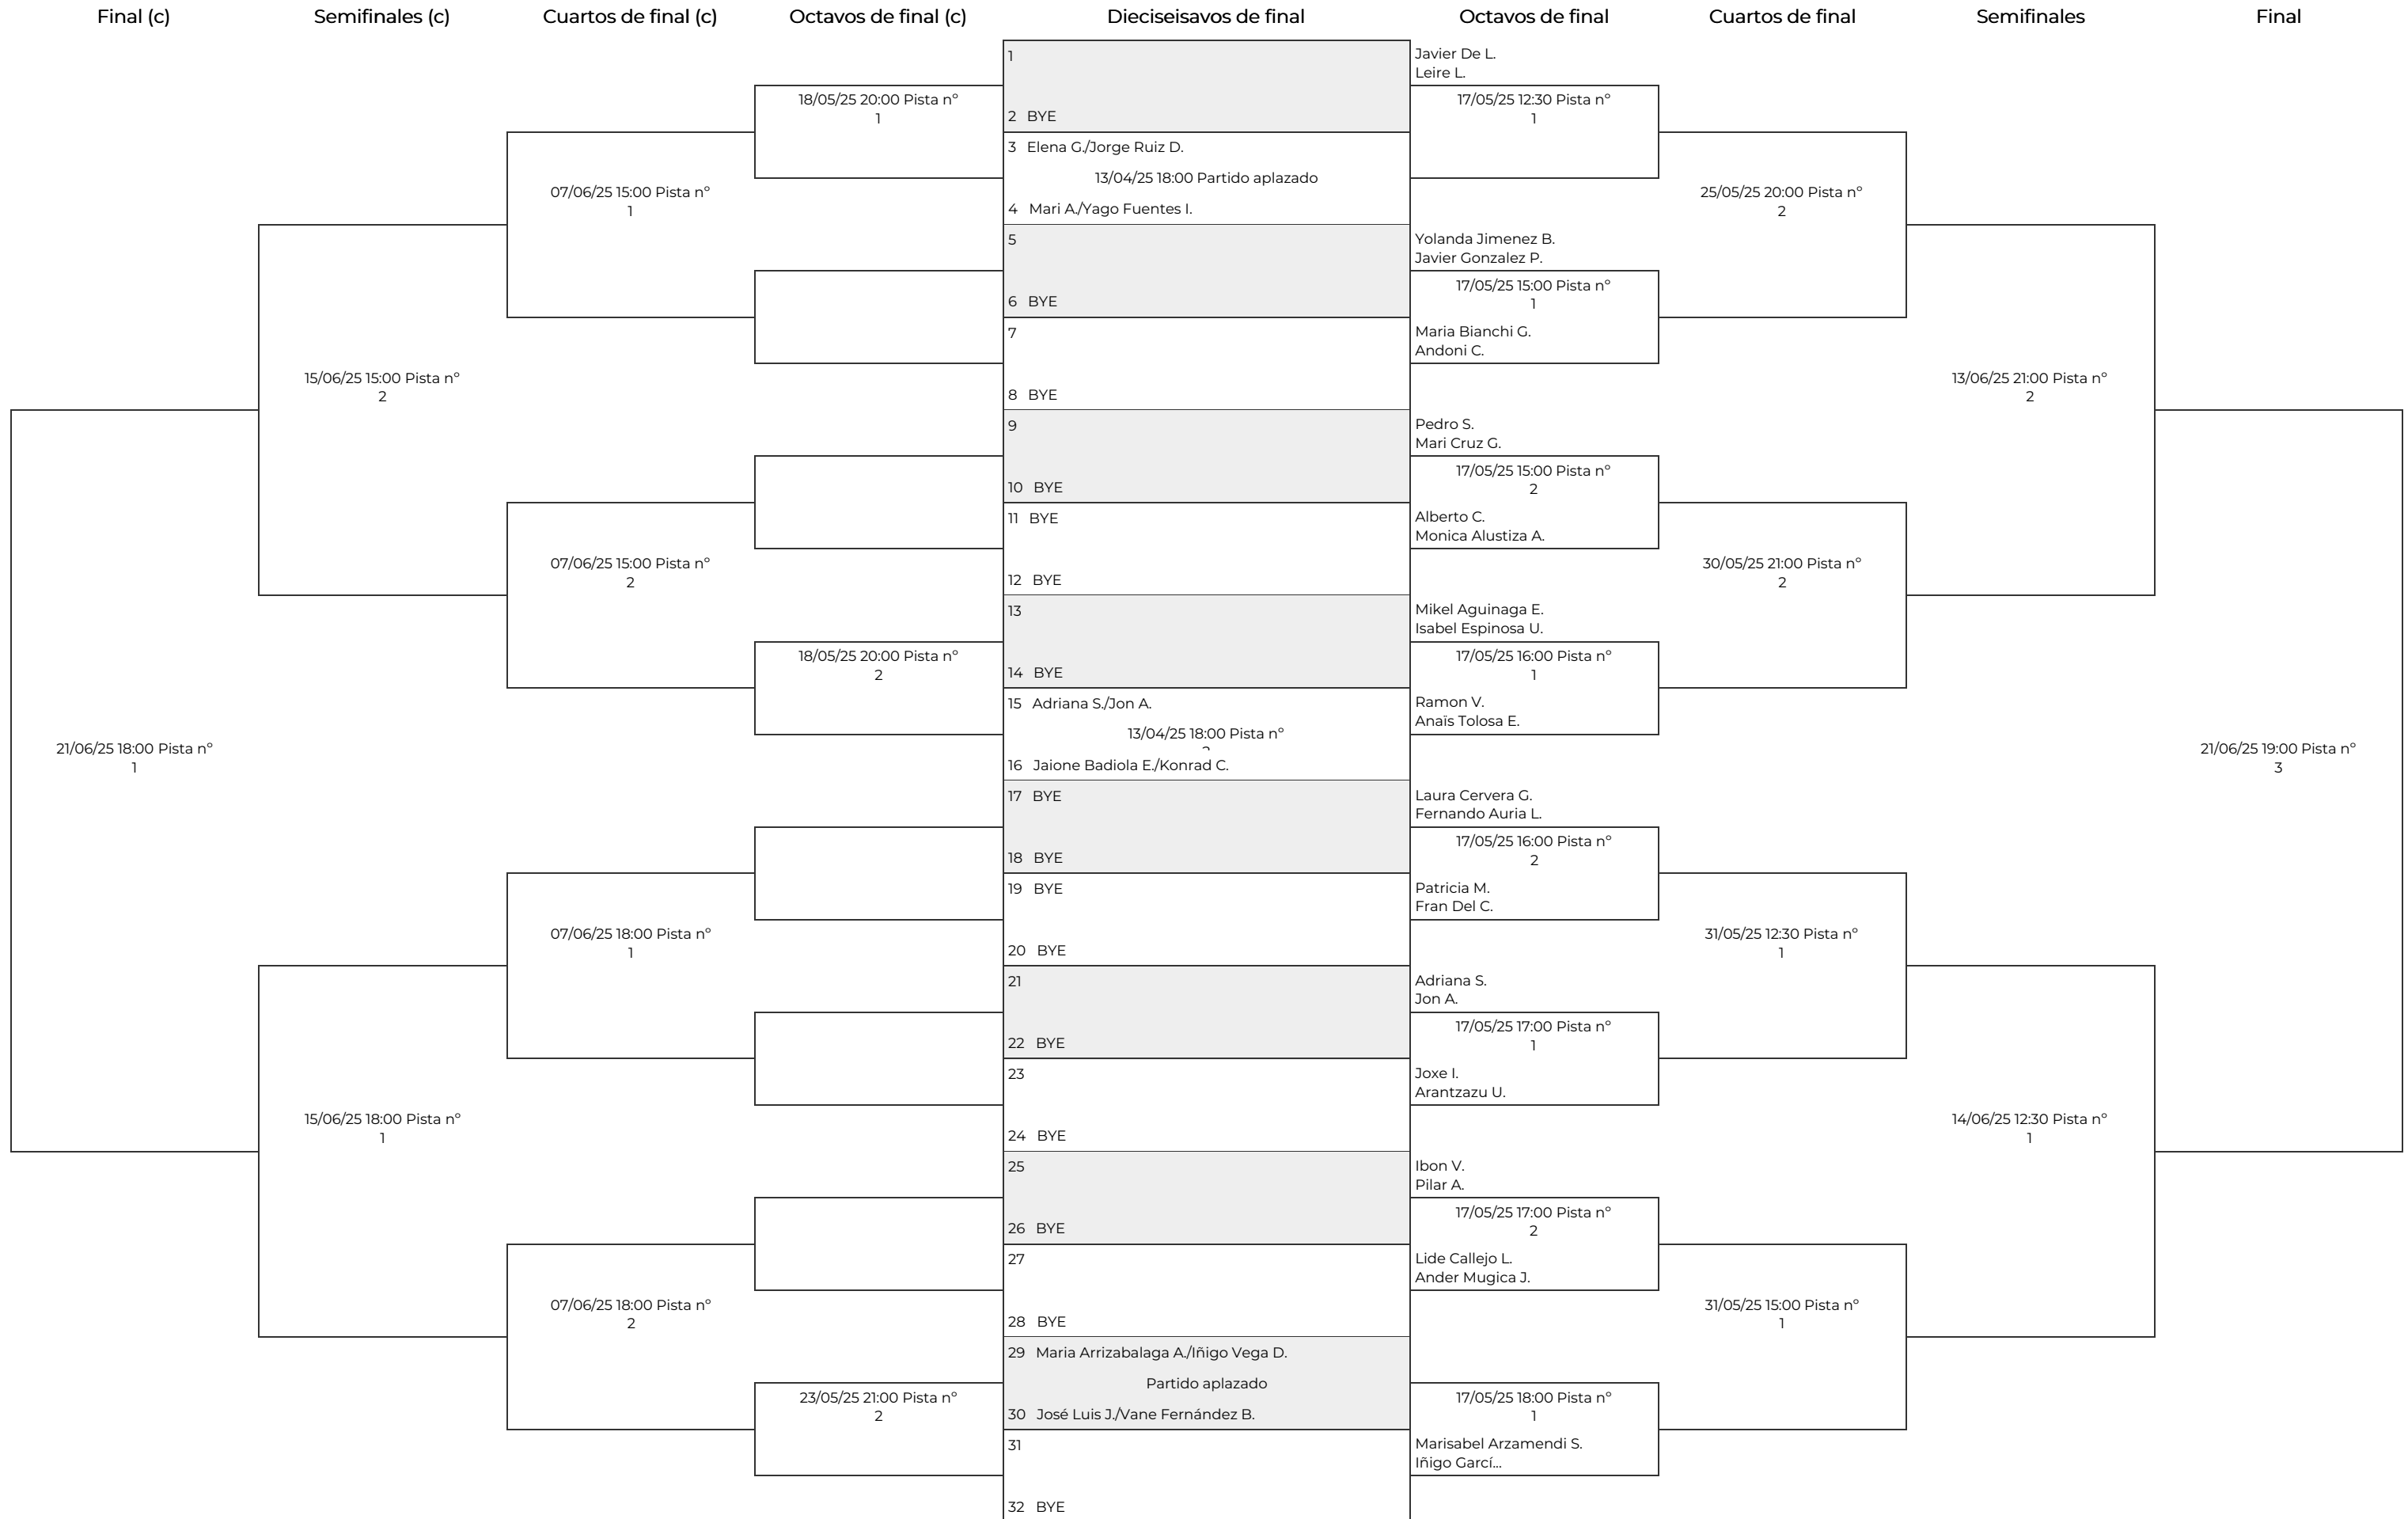 Final (c)
Semifinales (c)
Cuartos de final (c)
Octavos de final (c)
Dieciseisavos de final
Octavos de final
Cuartos de final
Semifinales
Final
21/06/25 18:00 Pista nº
1
15/06/25 15:00 Pista nº
2
15/06/25 18:00 Pista nº
1
07/06/25 15:00 Pista nº
1
07/06/25 15:00 Pista nº
2
07/06/25 18:00 Pista nº
1
07/06/25 18:00 Pista nº
2
18/05/25 20:00 Pista nº
1
18/05/25 20:00 Pista nº
2
23/05/25 21:00 Pista nº
2
1
2 BYE
3 Elena G./Jorge Ruiz D.
13/04/25 18:00 Partido aplazado
4 Mari A./Yago Fuentes I.
5
6 BYE
7
8 BYE
9
10 BYE
11 BYE
12 BYE
13
14 BYE
15 Adriana S./Jon A.
13/04/25 18:00 Pista nº
16 Jaione Badiola E./Konrad C.
17 BYE
18 BYE
19 BYE
20 BYE
21
22 BYE
23
24 BYE
25
26 BYE
27
28 BYE
29 Maria Arrizabalaga A./Iñigo Vega D.
Partido aplazado
30 José Luis J./Vane Fernández B.
31
32 BYE
Javier De L.
Leire L.
17/05/25 12:30 Pista nº
1
Yolanda Jimenez B.
Javier Gonzalez P.
17/05/25 15:00 Pista nº
1
Maria Bianchi G.
Andoni C.
Pedro S.
Mari Cruz G.
17/05/25 15:00 Pista nº
2
Alberto C.
Monica Alustiza A.
Mikel Aguinaga E.
Isabel Espinosa U.
17/05/25 16:00 Pista nº
1
Ramon V.
Anaïs Tolosa E.
Laura Cervera G.
Fernando Auria L.
17/05/25 16:00 Pista nº
2
Patricia M.
Fran Del C.
Adriana S.
Jon A.
17/05/25 17:00 Pista nº
1
Joxe I.
Arantzazu U.
Ibon V.
Pilar A.
17/05/25 17:00 Pista nº
2
Lide Callejo L.
Ander Mugica J.
17/05/25 18:00 Pista nº
1
Marisabel Arzamendi S.
Iñigo Garcí...
25/05/25 20:00 Pista nº
2
30/05/25 21:00 Pista nº
2
31/05/25 12:30 Pista nº
1
31/05/25 15:00 Pista nº
1
13/06/25 21:00 Pista nº
2
14/06/25 12:30 Pista nº
1
21/06/25 19:00 Pista nº
3